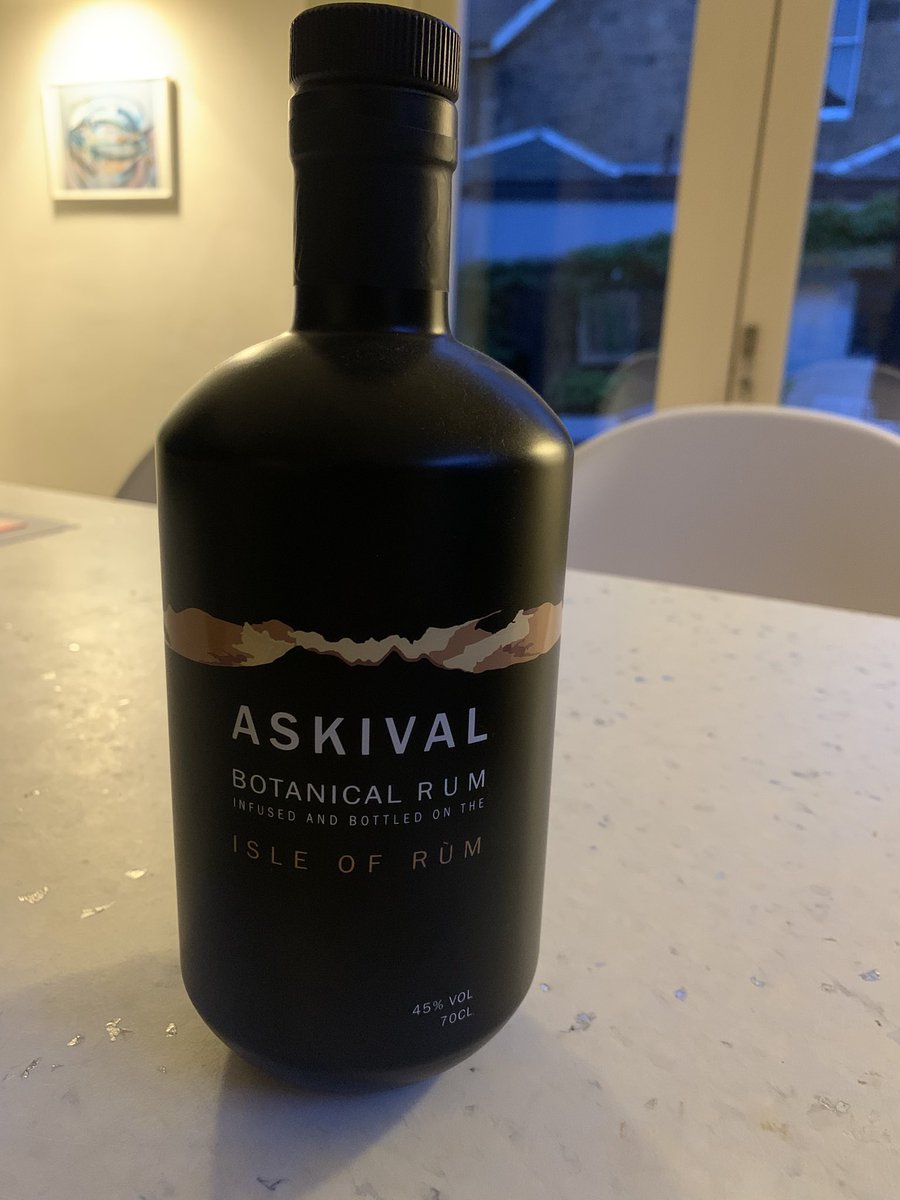 ASKIVAL
BOTANICAL RUM
INFUSED AND BOTTLED ON THE
ISLE OF RÙM
45% VOL
70CL